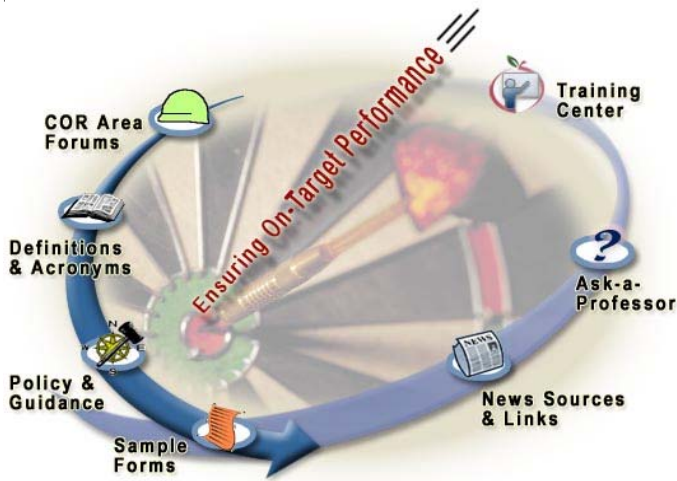 Ensuring On-Target Performance
COR Area
Forums
Definitions
& Acronyms
N
W
E
S
Policy &
Guidance
Sample
Forms
NEWS
News Sources
& Links
?
Ask-a-
Professor
Training
Center